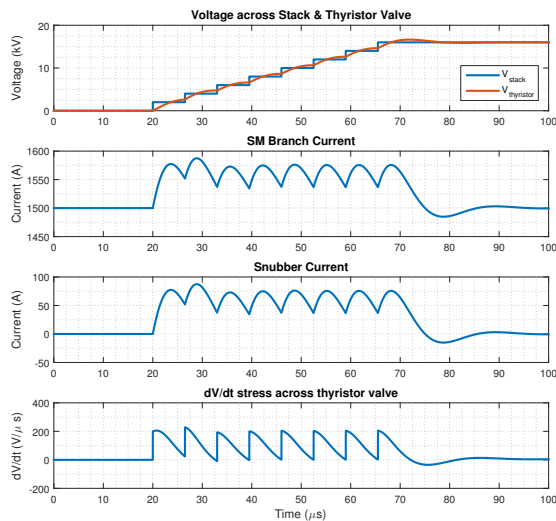 Voltage across Stack & Thyristor Valve
Voltage (kV)
20
10
0
V_stack
V_thyristor
0 10 20 30 40 50 60 70 80 90 100
SM Branch Current
Current (A)
1600
1550
1500
1450
0 10 20 30 40 50 60 70 80 90 100
Snubber Current
Current (A)
100
50
0
-50
0 10 20 30 40 50 60 70 80 90 100
dV/dt stress across thyristor valve
dV/dt (V/μ s)
400
200
0
-200
0 10 20 30 40 50 60 70 80 90 100
Time (μs)